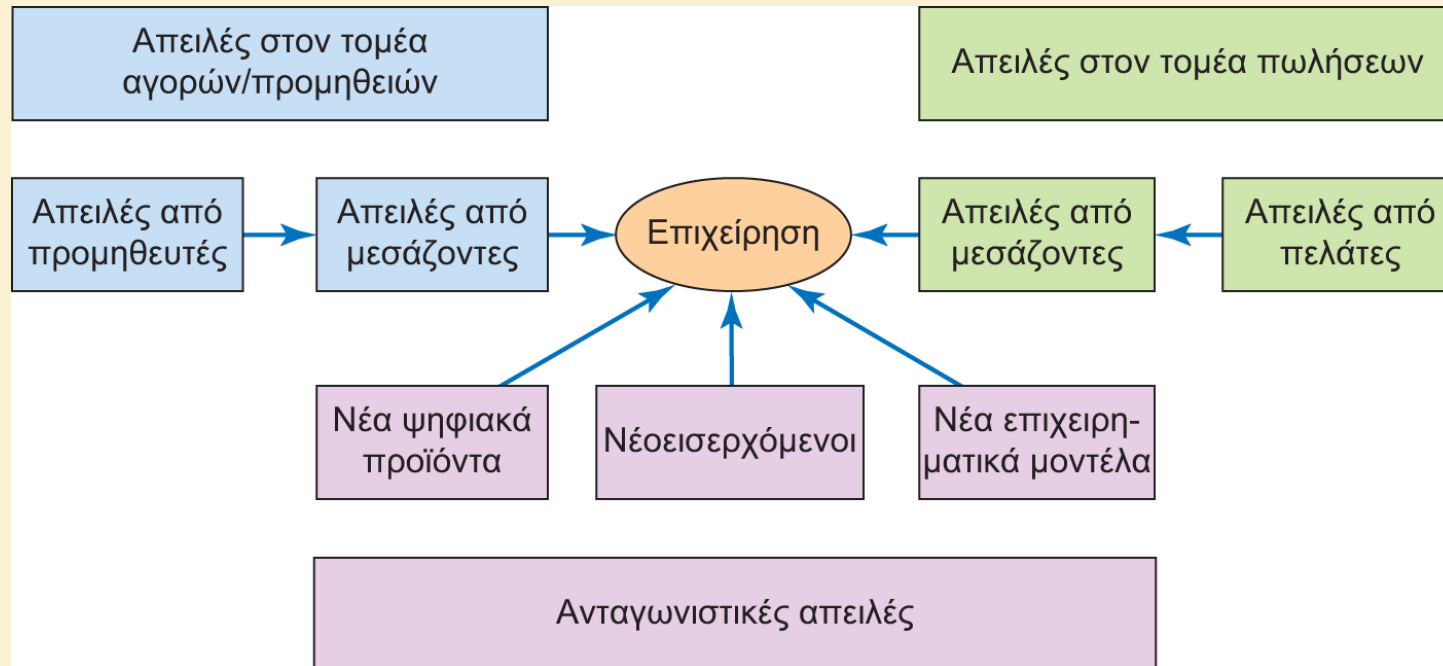 Απειλές στον τομέα
αγορών/προμηθειών
Απειλές στον τομέα πωλήσεων
Απειλές από
προμηθευτές
Απειλές από
μεσάζοντες
Επιχείρηση
Απειλές από
μεσάζοντες
Απειλές από
πελάτες
Νέα ψηφιακά
προϊόντα
Νέοεισερχόμενοι
Νέα επιχειρη-
ματικά μοντέλα
Ανταγωνιστικές απειλές